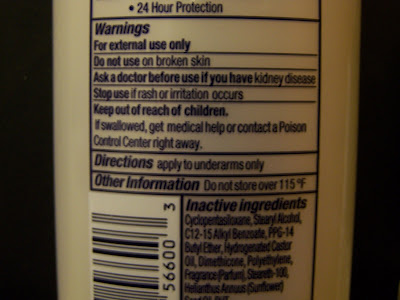 • 24 Hour Protection
Warnings
For external use only
Do not use on broken skin
Ask a doctor before use if you have kidney disease
Stop use if rash or irritation occurs
Keep out of reach of children.
If swallowed, get medical help or contact a Poison
Control Center right away.
Directions apply to underarms only
Other Information Do not store over 115 °F
Inactive ingredients
Cyclopentasiloxane, Stearyl Alcohol,
C12-15 Alkyl Benzoate, PPG-14
Butyl Ether, Hydrogenated Castor
Oil, Dimethicone, Polyethylene,
Fragrance (Parfum), Steareth-100,
Helianthus Annuus (Sunflower)
Seed Oil, BHT
56600 3